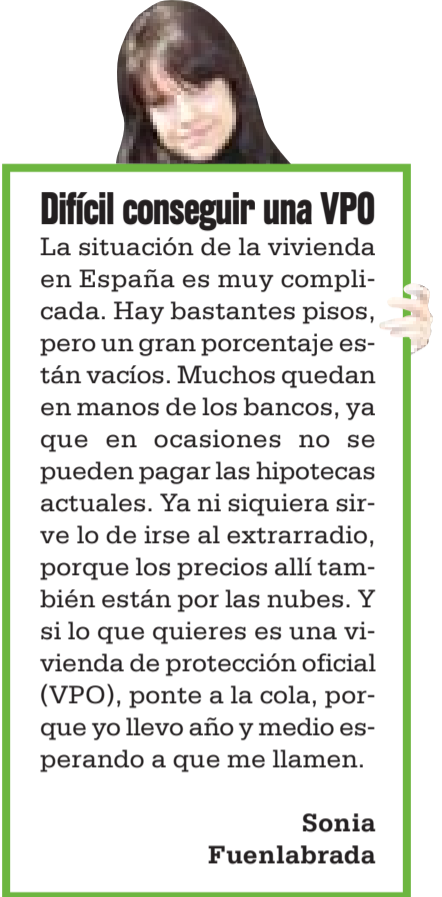 Difícil conseguir una VPO
La situación de la vivienda
en España es muy compli-
cada. Hay bastantes pisos,
pero un gran porcentaje es-
tán vacíos. Muchos quedan
en manos de los bancos, ya
que en ocasiones no se
pueden pagar las hipotecas
actuales. Ya ni siquiera sir-
ve lo de irse al extrarradio,
porque los precios allí tam-
bién están por las nubes. Y
si lo que quieres es una vi-
vienda de protección oficial
(VPO), ponte a la cola, por-
que yo llevo año y medio es-
perando a que me llamen.
Sonia
Fuenlabrada